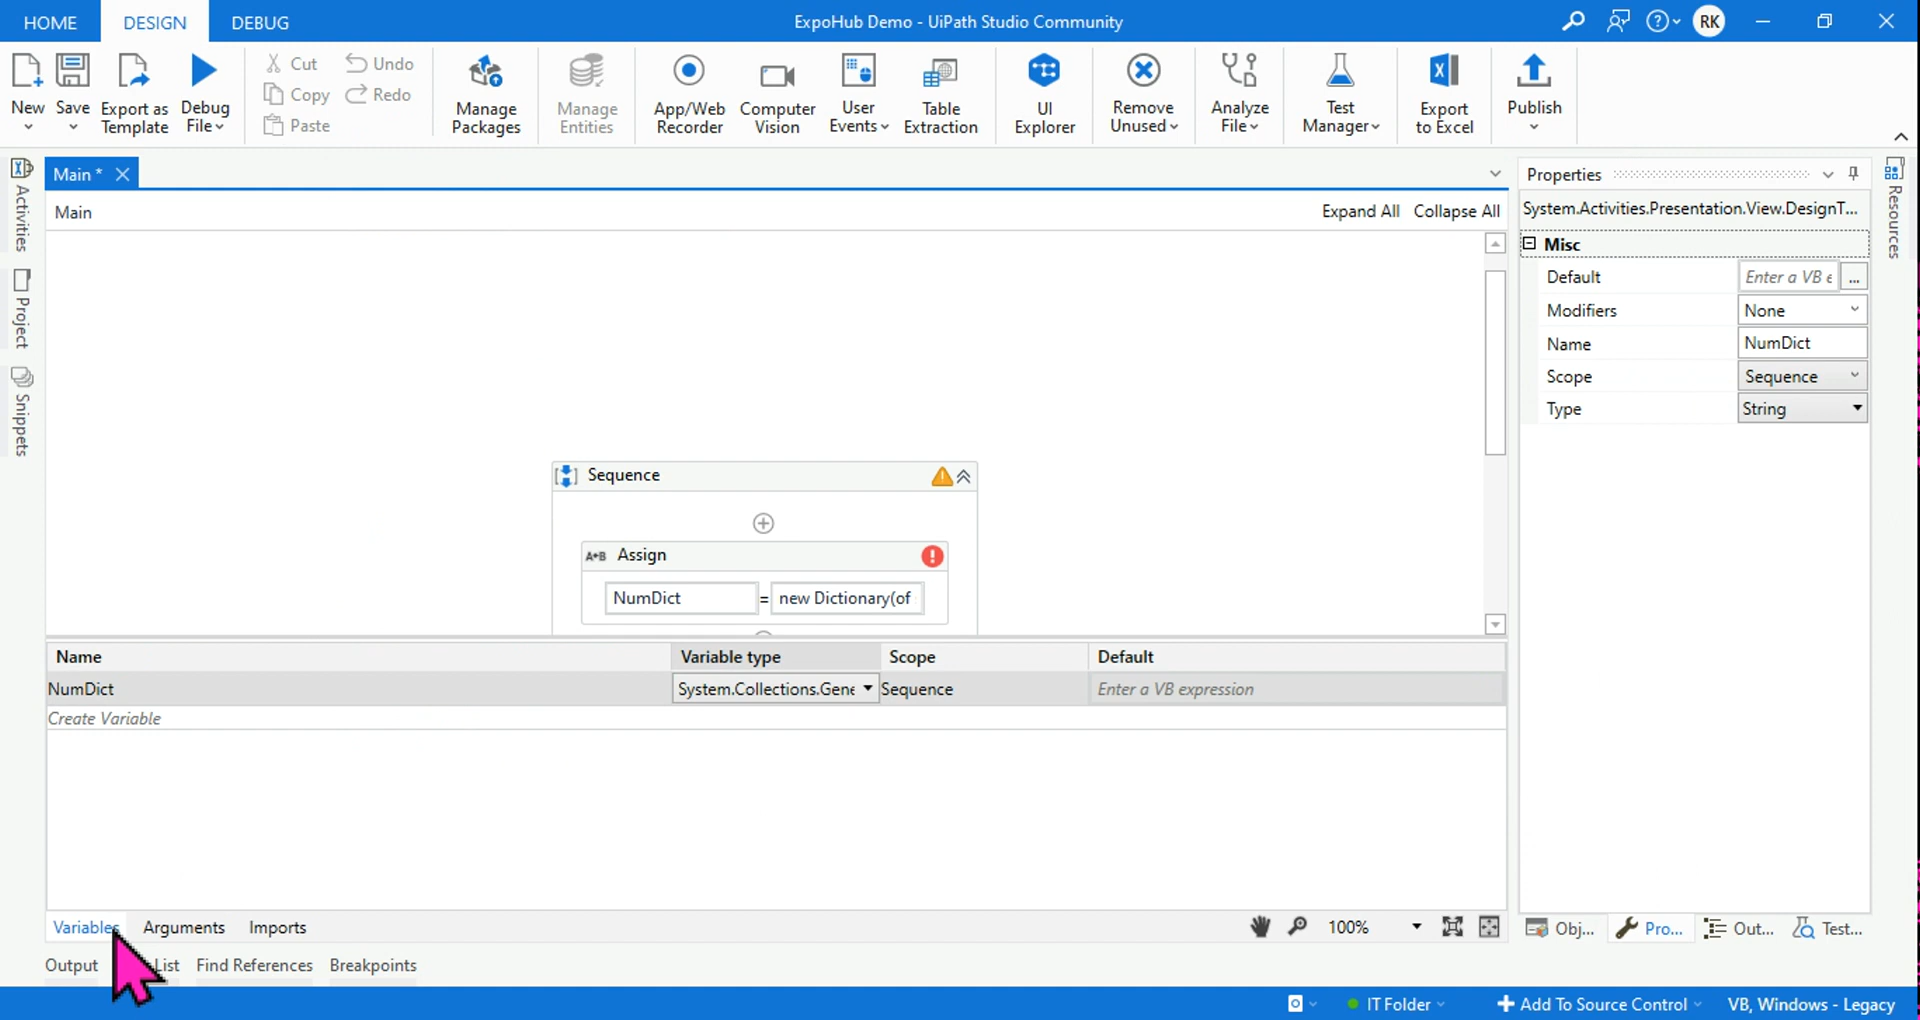 HOME DESIGN DEBUG ExpoHub Demo - UiPath Studio Community RK
New Save Export as Template Debug File
Cut Copy Paste Undo Redo
Manage Packages
Manage Entities
App/Web Recorder
Computer Vision
User Events
Table Extraction
UI Explorer
Remove Unused
Analyze File
Test Manager
Export to Excel
Publish
Activities
Project
Snippets
Main *
Main Expand All Collapse All
Sequence
A+B Assign
NumDict = new Dictionary(of
Name Variable type Scope Default
NumDict System.Collections.Gene Sequence Enter a VB expression
Create Variable
Variables Arguments Imports 100%
Output List Find References Breakpoints
Properties
System.Activities.Presentation.View.DesignT...
Misc
Default Enter a VB e ...
Modifiers None
Name NumDict
Scope Sequence
Type String
Obj... Pro... Out... Test...
Resources
IT Folder Add To Source Control VB, Windows - Legacy